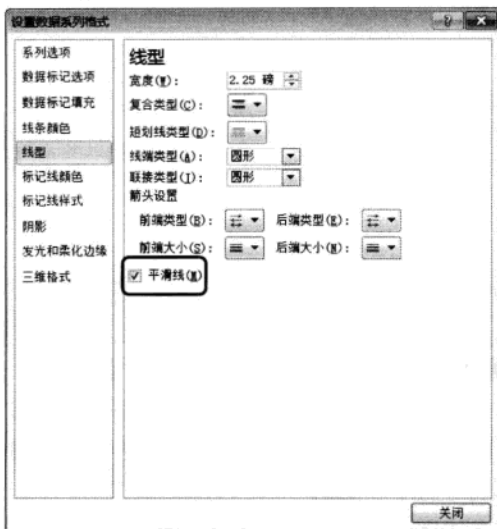 设置数据系列格式
系列选项
数据标记选项
数据标记填充
线条颜色
线型
标记线颜色
标记线样式
阴影
发光和柔化边缘
三维格式
线型
宽度(W): 2.25 磅
复合类型(C):
短划线类型(D):
线端类型(A): 圆形
联接类型(J): 圆形
箭头设置
前端类型(B): 后端类型(E):
前端大小(S): 后端大小(N):
平滑线(M)
关闭